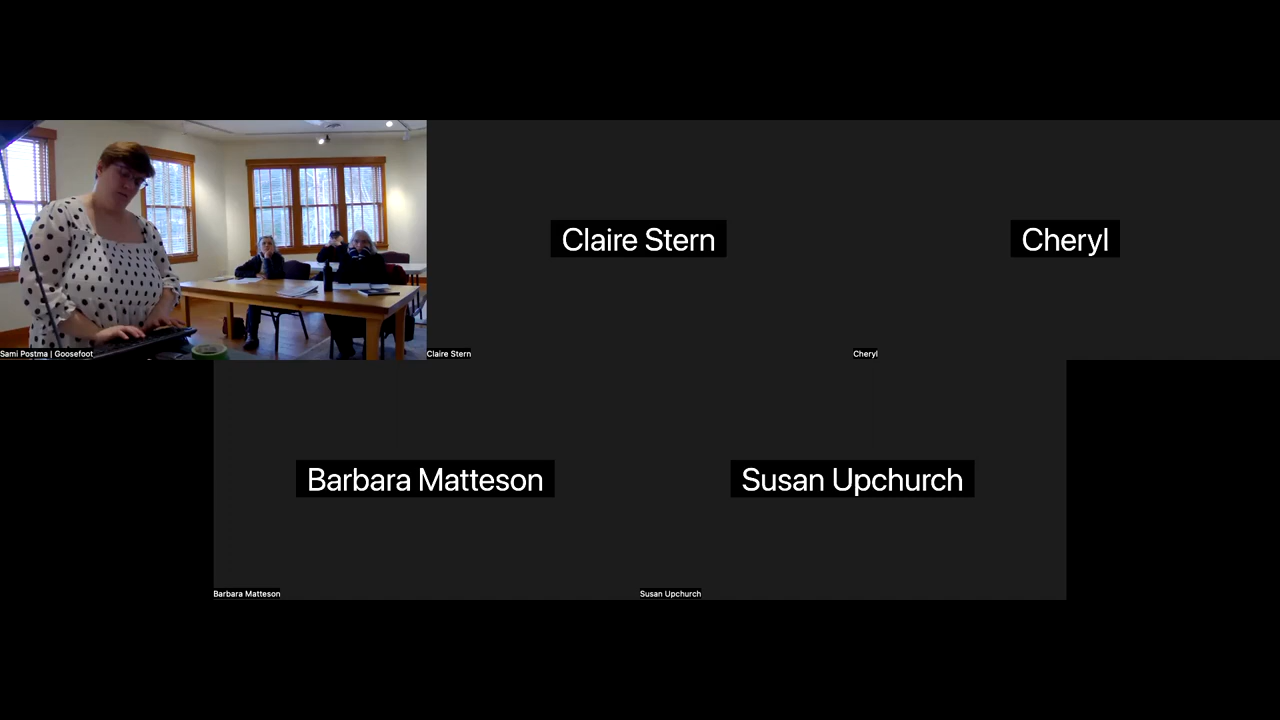 Claire Stern
Cheryl
Sami Postma | Goosefoot
Claire Stern
Cheryl
Barbara Matteson
Susan Upchurch
Barbara Matteson
Susan Upchurch